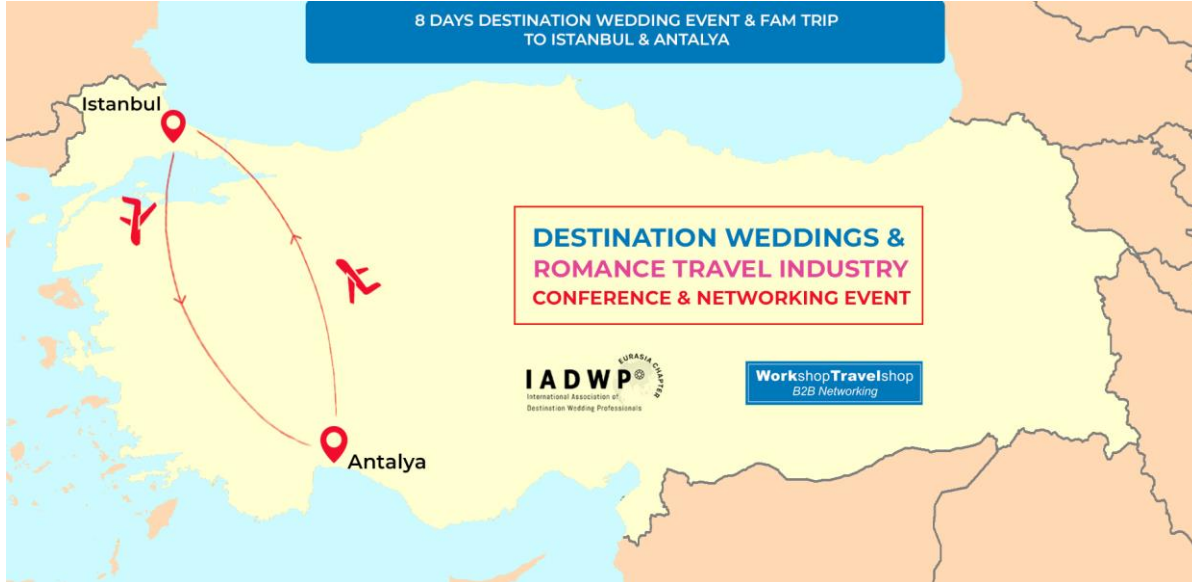 8 DAYS DESTINATION WEDDING EVENT & FAM TRIP
TO ISTANBUL & ANTALYA
Istanbul
DESTINATION WEDDINGS &
ROMANCE TRAVEL INDUSTRY
CONFERENCE & NETWORKING EVENT
IADWP
EURASIA CHAPTER
International Association of
Destination Wedding Professionals
WorkshopTravelshop
B2B Networking
Antalya